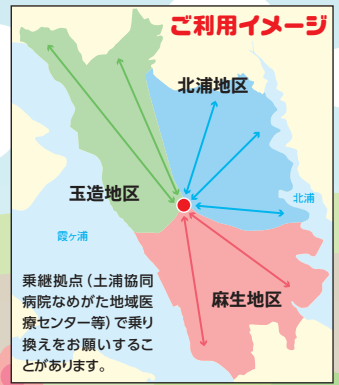 ご利用イメージ
北浦地区
玉造地区
北浦
霞ヶ浦
麻生地区
乗継拠点（土浦協同
病院なめがた地域医
療センター等）で乗り
換えをお願いするこ
とがあります。